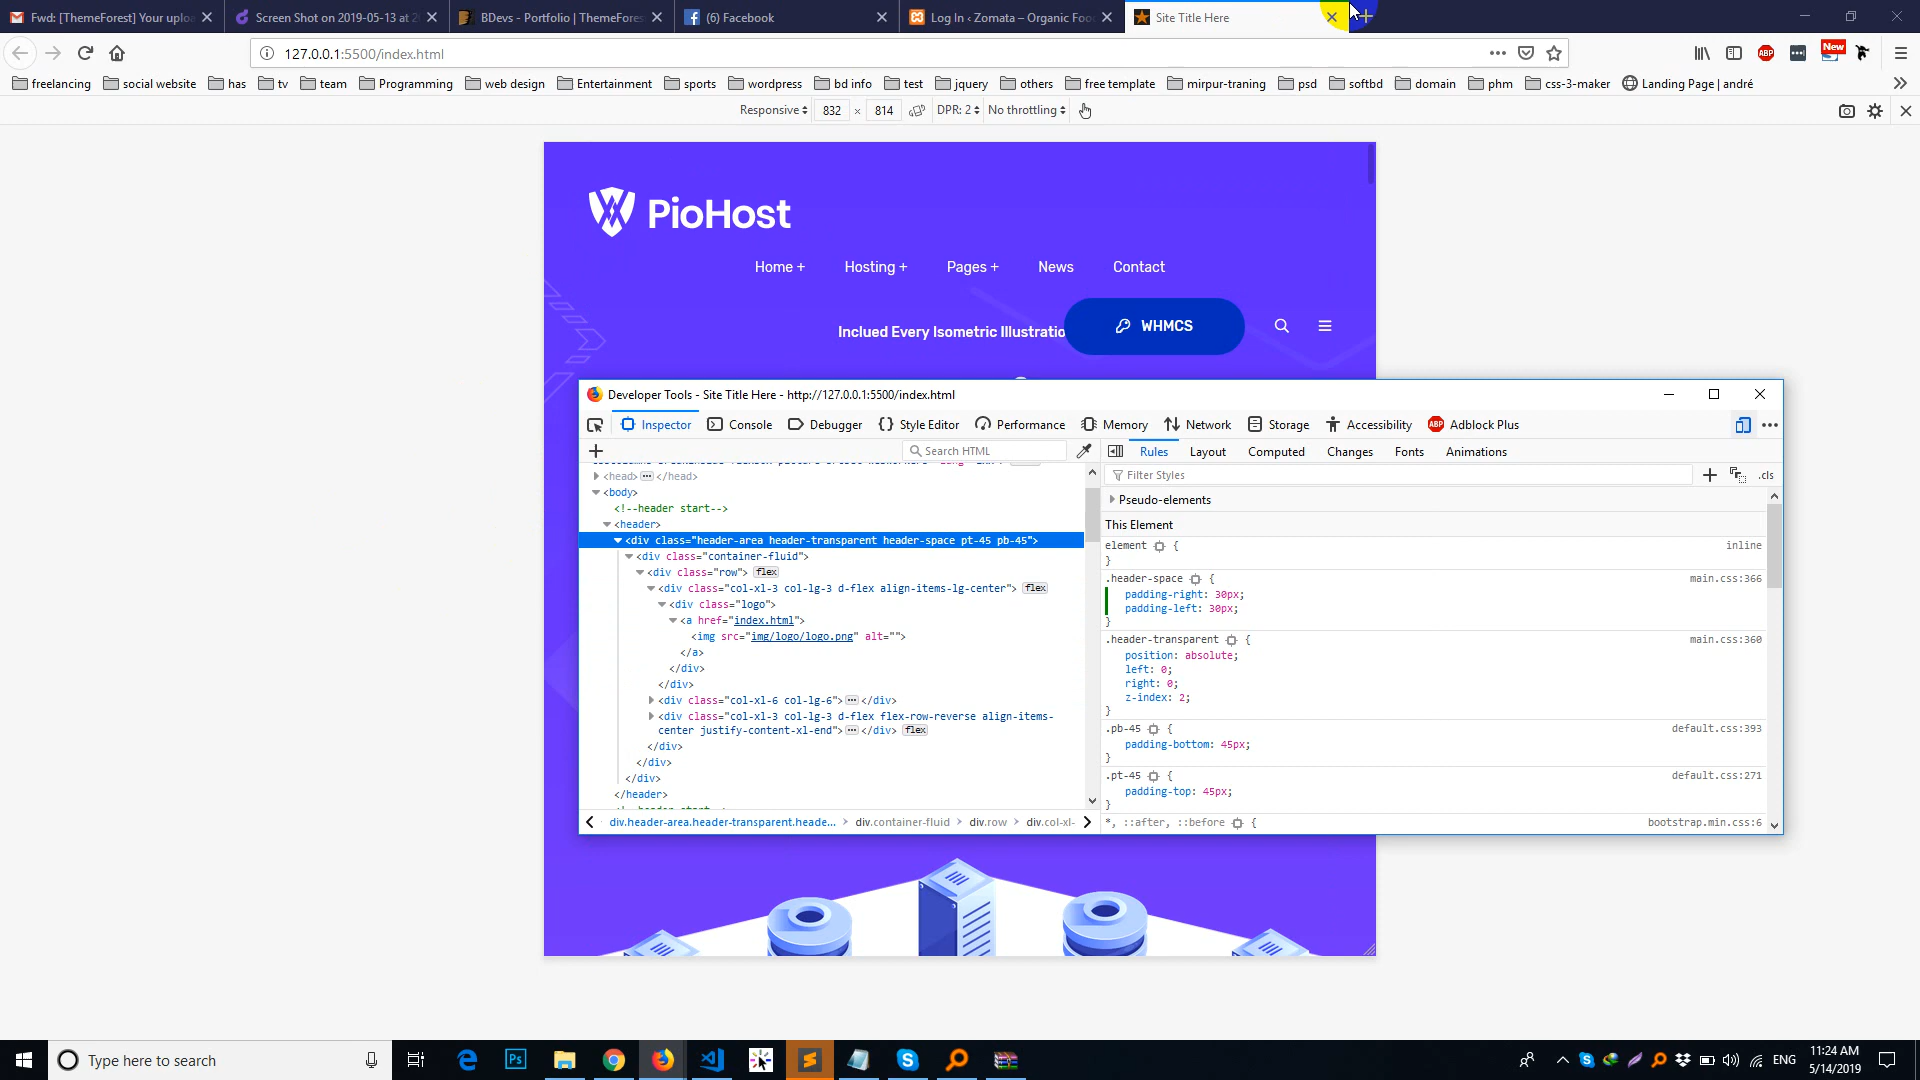 Fwd: [ThemeForest] Your uploa
Screen Shot on 2019-05-13 at 2
BDevs - Portfolio | ThemeFores
(6) Facebook
Log In ‹ Zomata – Organic Foo
Site Title Here
127.0.0.1:5500/index.html
New
freelancing social website has tv team Programming web design Entertainment sports wordpress bd info test jquery others free template mirpur-traning psd softbd domain phm css-3-maker Landing Page | andré
Responsive 832 × 814 DPR: 2 No throttling
PioHost
Home + Hosting + Pages + News Contact
Inclued Every Isometric Illustratio
WHMCS
Developer Tools - Site Title Here - http://127.0.0.1:5500/index.html
Inspector Console Debugger Style Editor Performance Memory Network Storage Accessibility ABP Adblock Plus
Search HTML
Rules Layout Computed Changes Fonts Animations
Filter Styles
.cls
<head> </head>
<body>
<!--header start-->
<header>
<div class="header-area header-transparent header-space pt-45 pb-45">
<div class="container-fluid">
<div class="row"> flex
<div class="col-xl-3 col-lg-3 d-flex align-items-lg-center"> flex
<div class="logo">
<a href="index.html">
<img src="img/logo/logo.png" alt="">
</a>
</div>
</div>
<div class="col-xl-6 col-lg-6"> </div>
<div class="col-xl-3 col-lg-3 d-flex flex-row-reverse align-items-
center justify-content-xl-end"> </div> flex
</div>
</div>
</div>
</header>
div.header-area.header-transparent.heade... div.container-fluid div.row div.col-xl-
Pseudo-elements
This Element
element {
inline
}
.header-space {
main.css:366
padding-right: 30px;
padding-left: 30px;
}
.header-transparent {
main.css:360
position: absolute;
left: 0;
right: 0;
z-index: 2;
}
.pb-45 {
default.css:393
padding-bottom: 45px;
}
.pt-45 {
default.css:271
padding-top: 45px;
}
*, ::after, ::before {
bootstrap.min.css:6
Type here to search
ENG
11:24 AM
5/14/2019